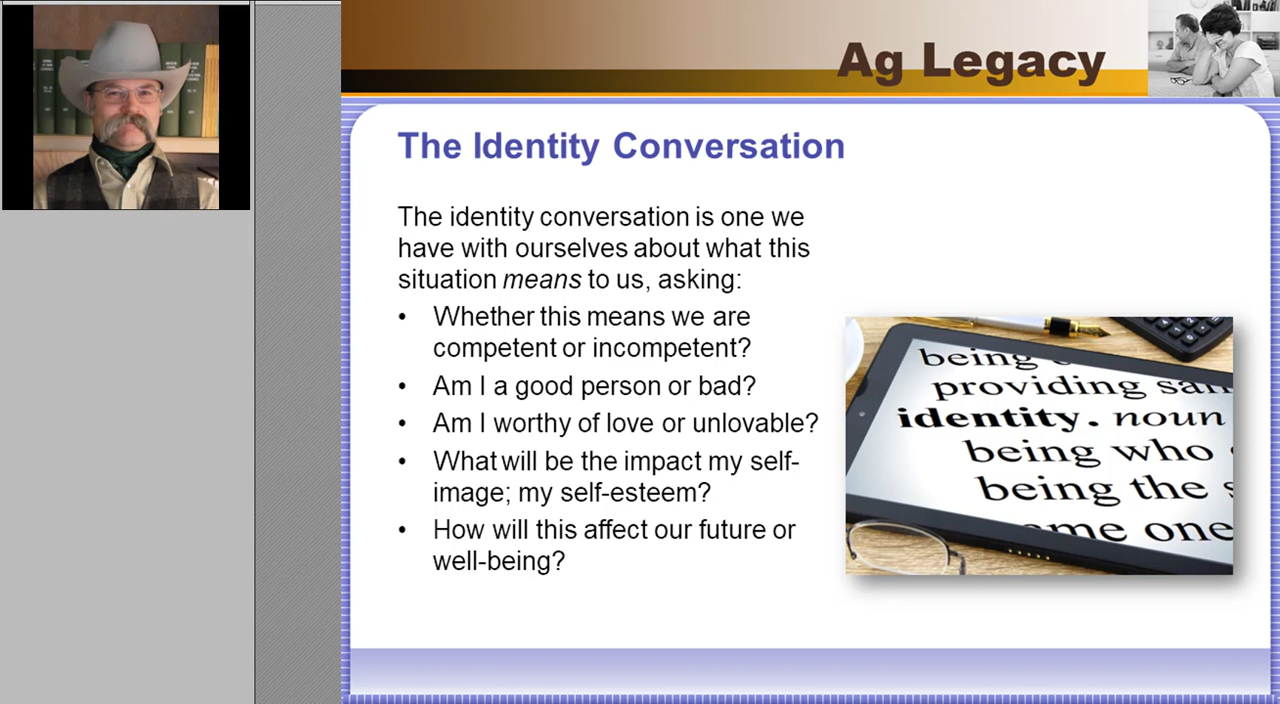 Ag Legacy
The Identity Conversation
The identity conversation is one we
have with ourselves about what this
situation means to us, asking:
• Whether this means we are
competent or incompetent?
• Am I a good person or bad?
• Am I worthy of love or unlovable?
• What will be the impact my self-
image; my self-esteem?
• How will this affect our future or
well-being?
being
providing
identity. noun
being who
being the
one